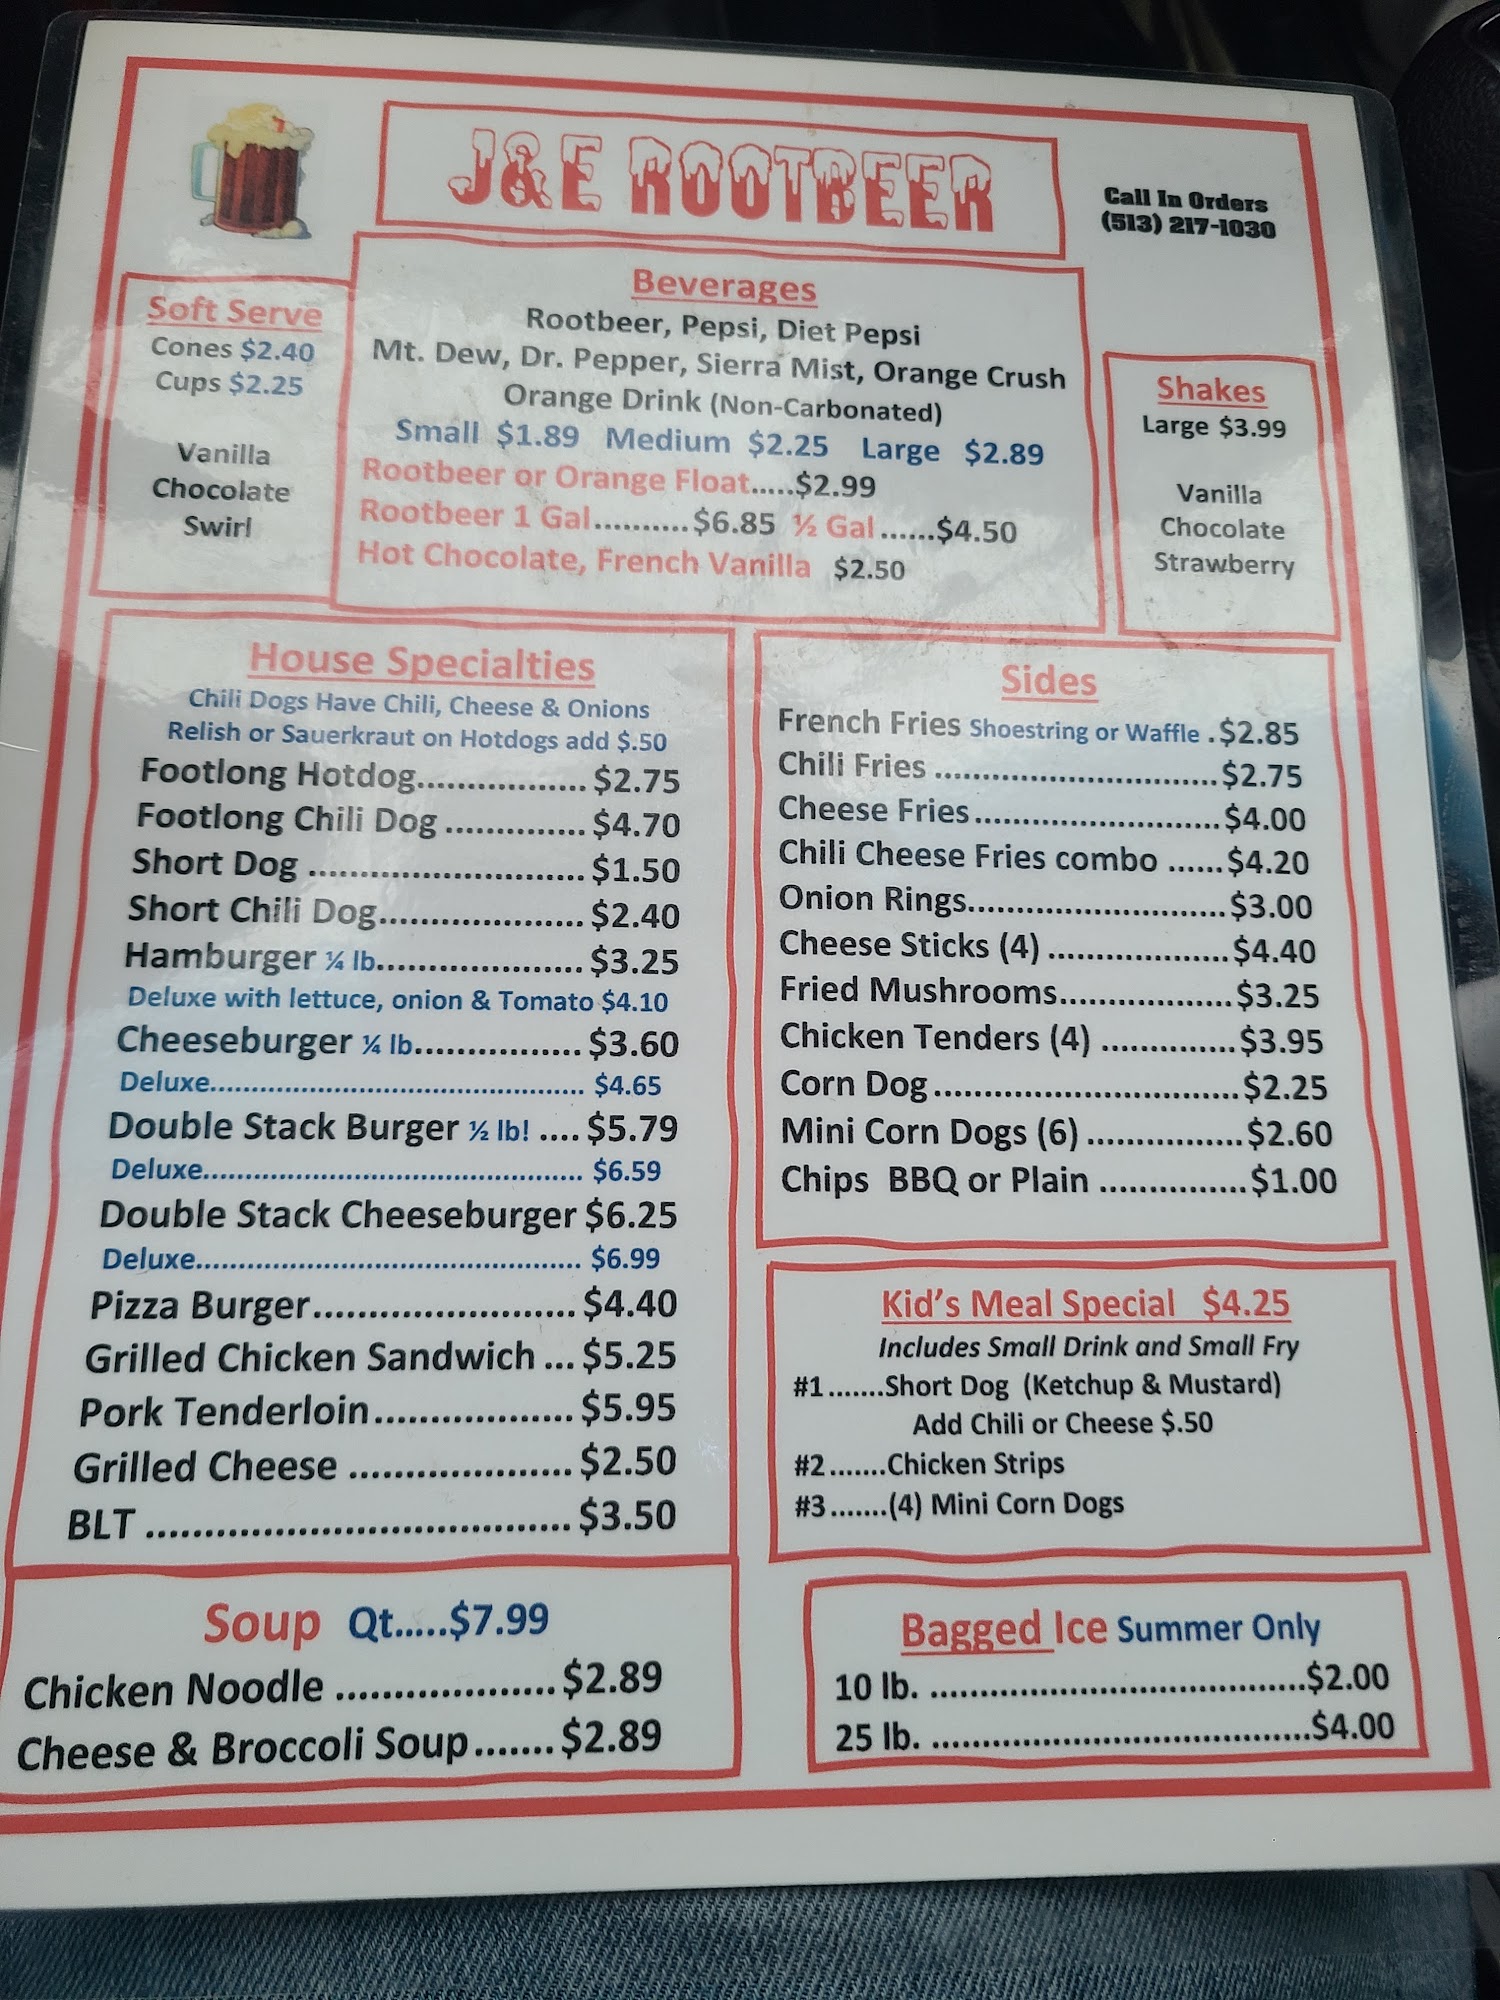 J&E ROOTBEER
Call In Orders
(513) 217-1030
Soft Serve
Cones $2.40
Cups $2.25
Vanilla
Chocolate
Swirl
Beverages
Rootbeer, Pepsi, Diet Pepsi
Mt. Dew, Dr. Pepper, Sierra Mist, Orange Crush
Orange Drink (Non-Carbonated)
Small $1.89 Medium $2.25 Large $2.89
Rootbeer or Orange Float.....$2.99
Rootbeer 1 Gal..........$6.85 ½ Gal......$4.50
Hot Chocolate, French Vanilla $2.50
Shakes
Large $3.99
Vanilla
Chocolate
Strawberry
House Specialties
Chili Dogs Have Chili, Cheese & Onions
Relish or Sauerkraut on Hotdogs add $.50
Footlong Hotdog................. $2.75
Footlong Chili Dog .............. $4.70
Short Dog ........................... $1.50
Short Chili Dog.................... $2.40
Hamburger ¼ lb.................... $3.25
Deluxe with lettuce, onion & Tomato $4.10
Cheeseburger ¼ lb................ $3.60
Deluxe............................................ $4.65
Double Stack Burger ½ lb! .... $5.79
Deluxe............................................. $6.59
Double Stack Cheeseburger $6.25
Deluxe............................................. $6.99
Pizza Burger........................ $4.40
Grilled Chicken Sandwich ... $5.25
Pork Tenderloin.................. $5.95
Grilled Cheese .................... $2.50
BLT ..................................... $3.50
Sides
French Fries Shoestring or Waffle .$2.85
Chili Fries ............................$2.75
Cheese Fries.........................$4.00
Chili Cheese Fries combo ......$4.20
Onion Rings..........................$3.00
Cheese Sticks (4) ...................$4.40
Fried Mushrooms..................$3.25
Chicken Tenders (4) ..............$3.95
Corn Dog...............................$2.25
Mini Corn Dogs (6) ................$2.60
Chips BBQ or Plain ...............$1.00
Kid's Meal Special $4.25
Includes Small Drink and Small Fry
#1.......Short Dog (Ketchup & Mustard)
Add Chili or Cheese $.50
#2.......Chicken Strips
#3.......(4) Mini Corn Dogs
Soup Qt.....$7.99
Chicken Noodle ....................$2.89
Cheese & Broccoli Soup.......$2.89
Bagged Ice Summer Only
10 lb. .......................................$2.00
25 lb. .......................................$4.00